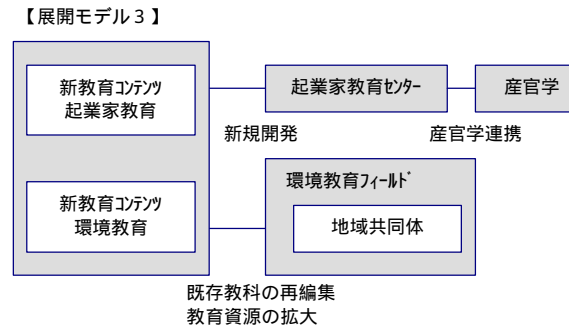 【展開モデル３】
新教育ｺﾝﾃﾝﾂ
起業家教育
起業家教育ｾﾝﾀｰ
産官学
新規開発
産官学連携
新教育ｺﾝﾃﾝﾂ
環境教育
環境教育ﾌｨｰﾙﾄﾞ
地域共同体
既存教科の再編集
教育資源の拡大